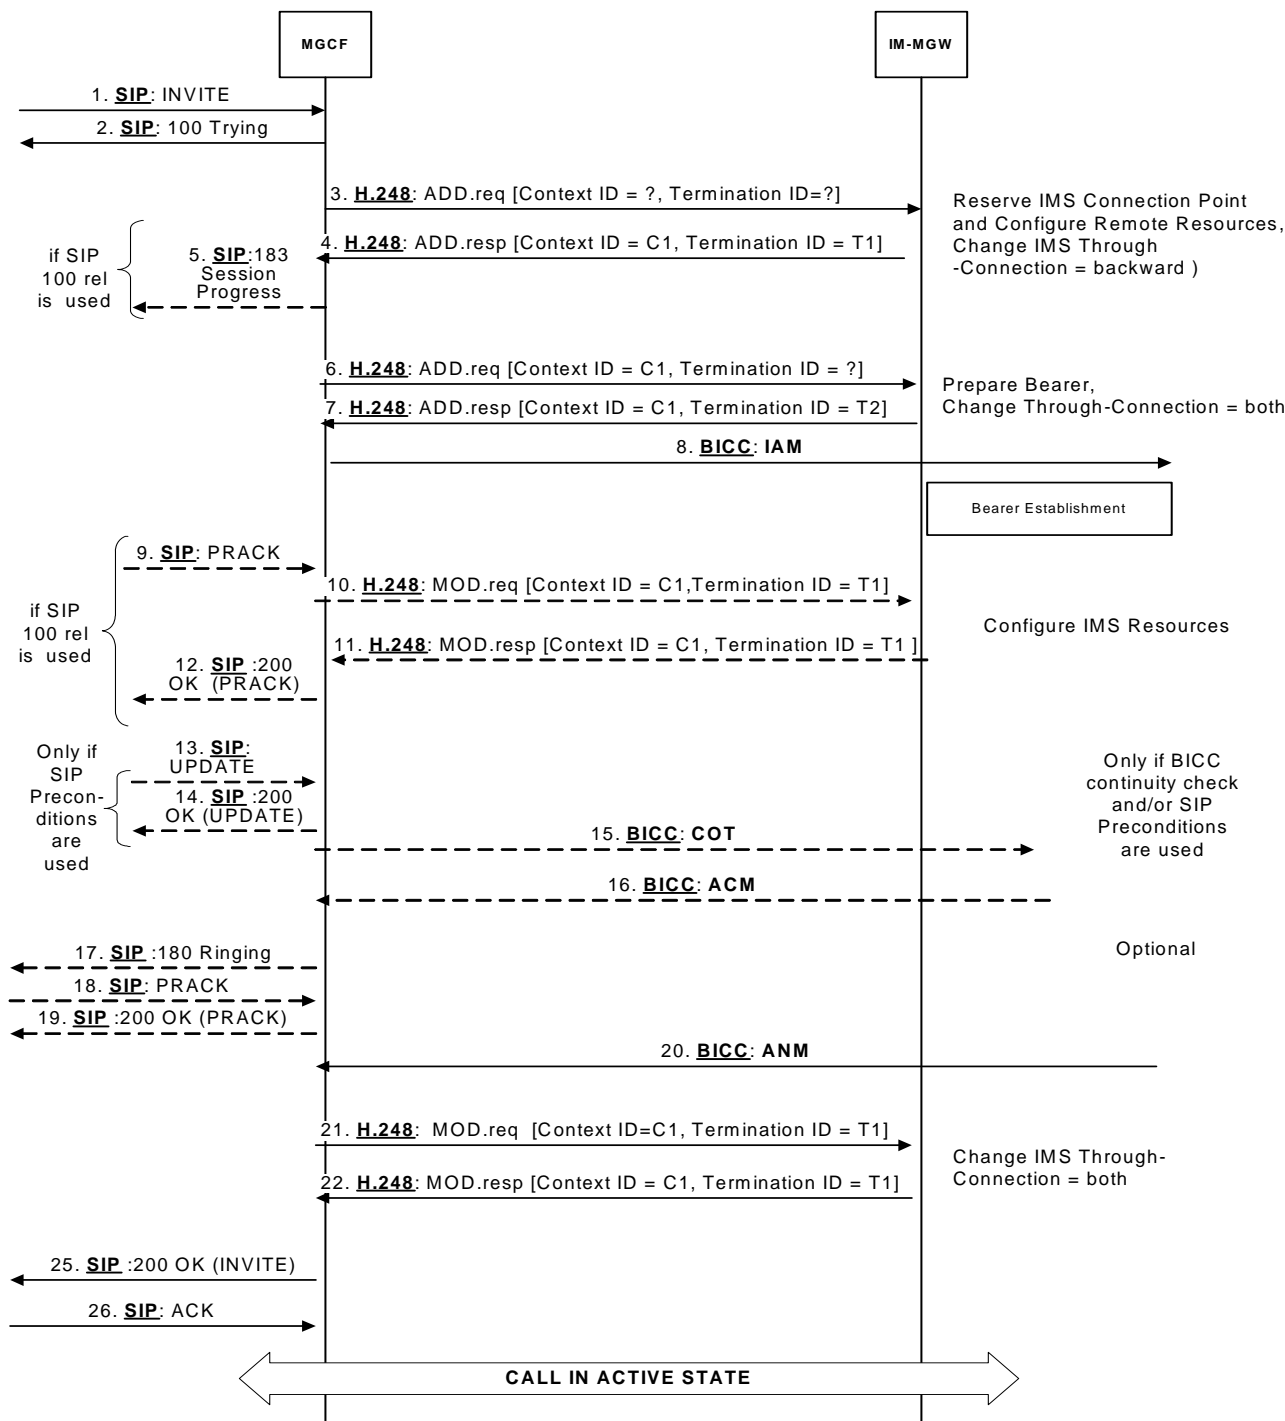 MGCF
IM-MGW
1. SIP: INVITE
2. SIP: 100 Trying
3. H.248: ADD.req [Context ID = ?, Termination ID=?]
Reserve IMS Connection Point
and Configure Remote Resources,
Change IMS Through
-Connection = backward )
4. H.248: ADD.resp [Context ID = C1, Termination ID = T1]
if SIP
100 rel
is used
5. SIP:183
Session
Progress
6. H.248: ADD.req [Context ID = C1, Termination ID = ?]
Prepare Bearer,
Change Through-Connection = both
7. H.248: ADD.resp [Context ID = C1, Termination ID = T2]
8. BICC: IAM
Bearer Establishment
9. SIP: PRACK
10. H.248: MOD.req [Context ID = C1,Termination ID = T1]
if SIP
100 rel
is used
Configure IMS Resources
11. H.248: MOD.resp [Context ID = C1, Termination ID = T1 ]
12. SIP :200
OK (PRACK)
Only if
SIP
Precon-
ditions
are
used
13. SIP:
UPDATE
14. SIP :200
OK (UPDATE)
Only if BICC
continuity check
and/or SIP
Preconditions
are used
15. BICC: COT
16. BICC: ACM
17. SIP :180 Ringing
Optional
18. SIP: PRACK
19. SIP :200 OK (PRACK)
20. BICC: ANM
21. H.248: MOD.req [Context ID=C1, Termination ID = T1]
Change IMS Through-
Connection = both
22. H.248: MOD.resp [Context ID = C1, Termination ID = T1]
25. SIP :200 OK (INVITE)
26. SIP: ACK
CALL IN ACTIVE STATE